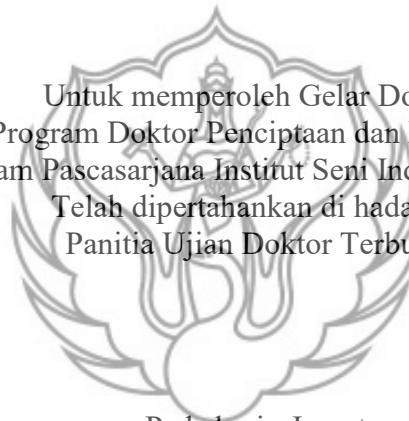 Untuk memperoleh Gelar Do
Program Doktor Penciptaan dan
am Pascasarjana Institut Seni Ind
Telah dipertahankan di hada
Panitia Ujian Doktor Terbu